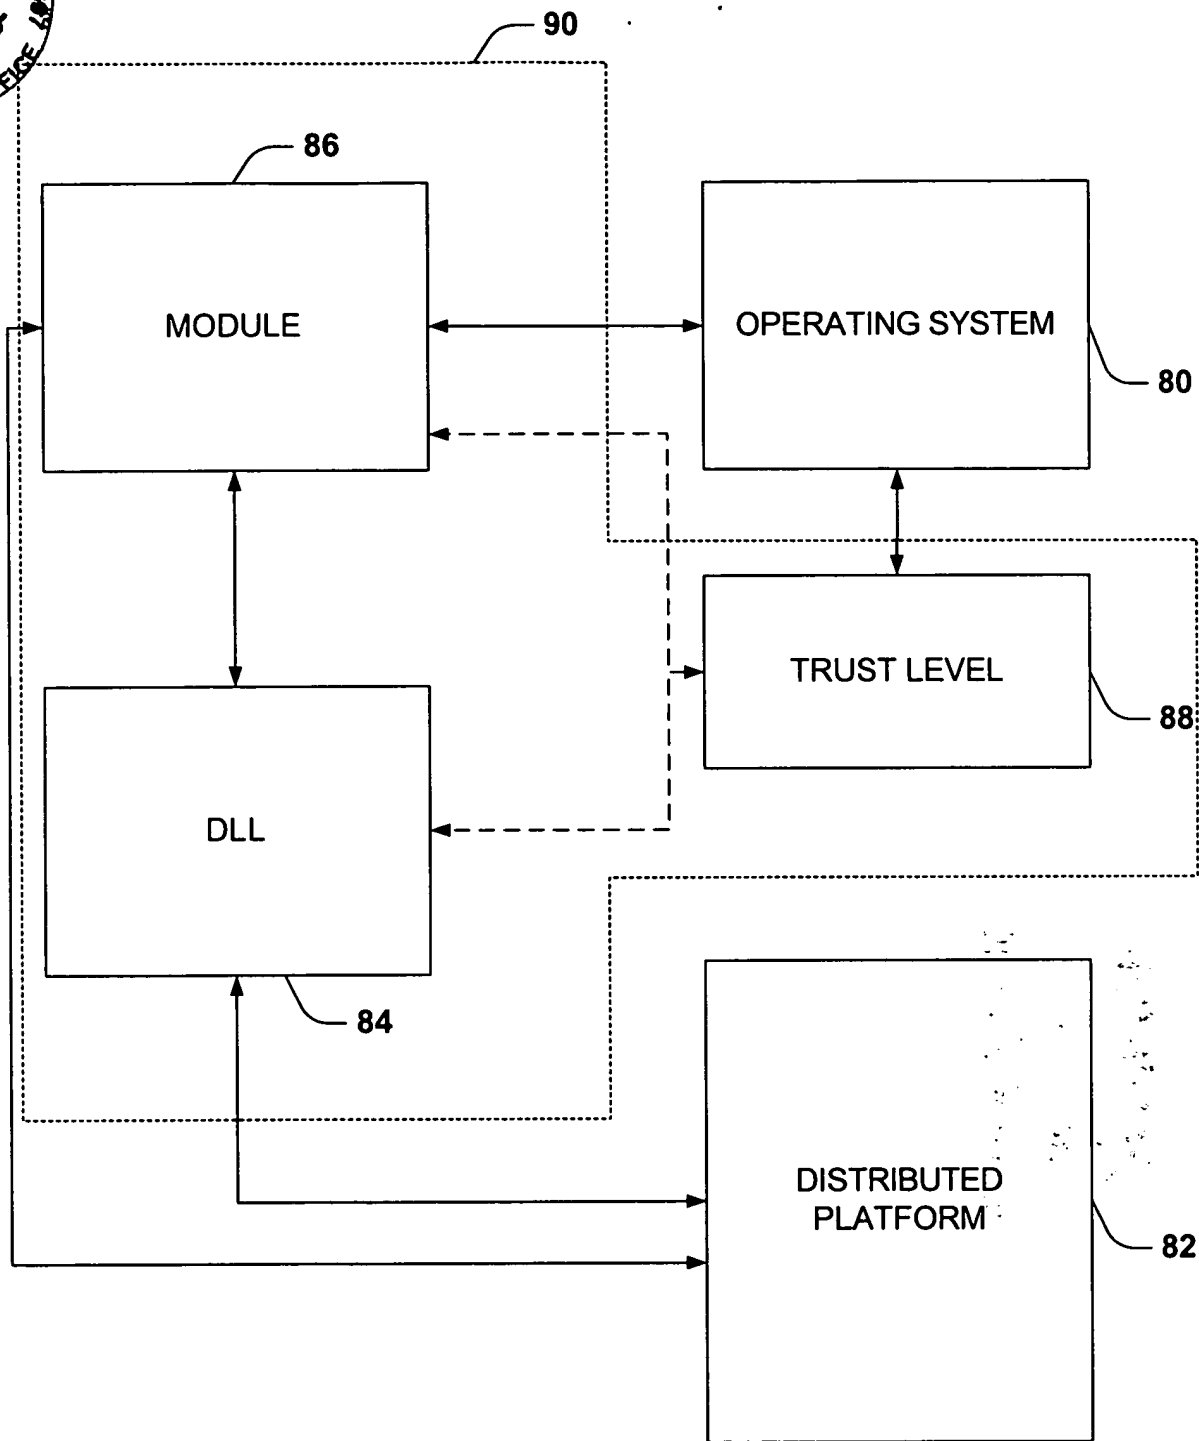 90
86
MODULE
OPERATING SYSTEM
80
TRUST LEVEL
88
DLL
84
DISTRIBUTED
PLATFORM
82